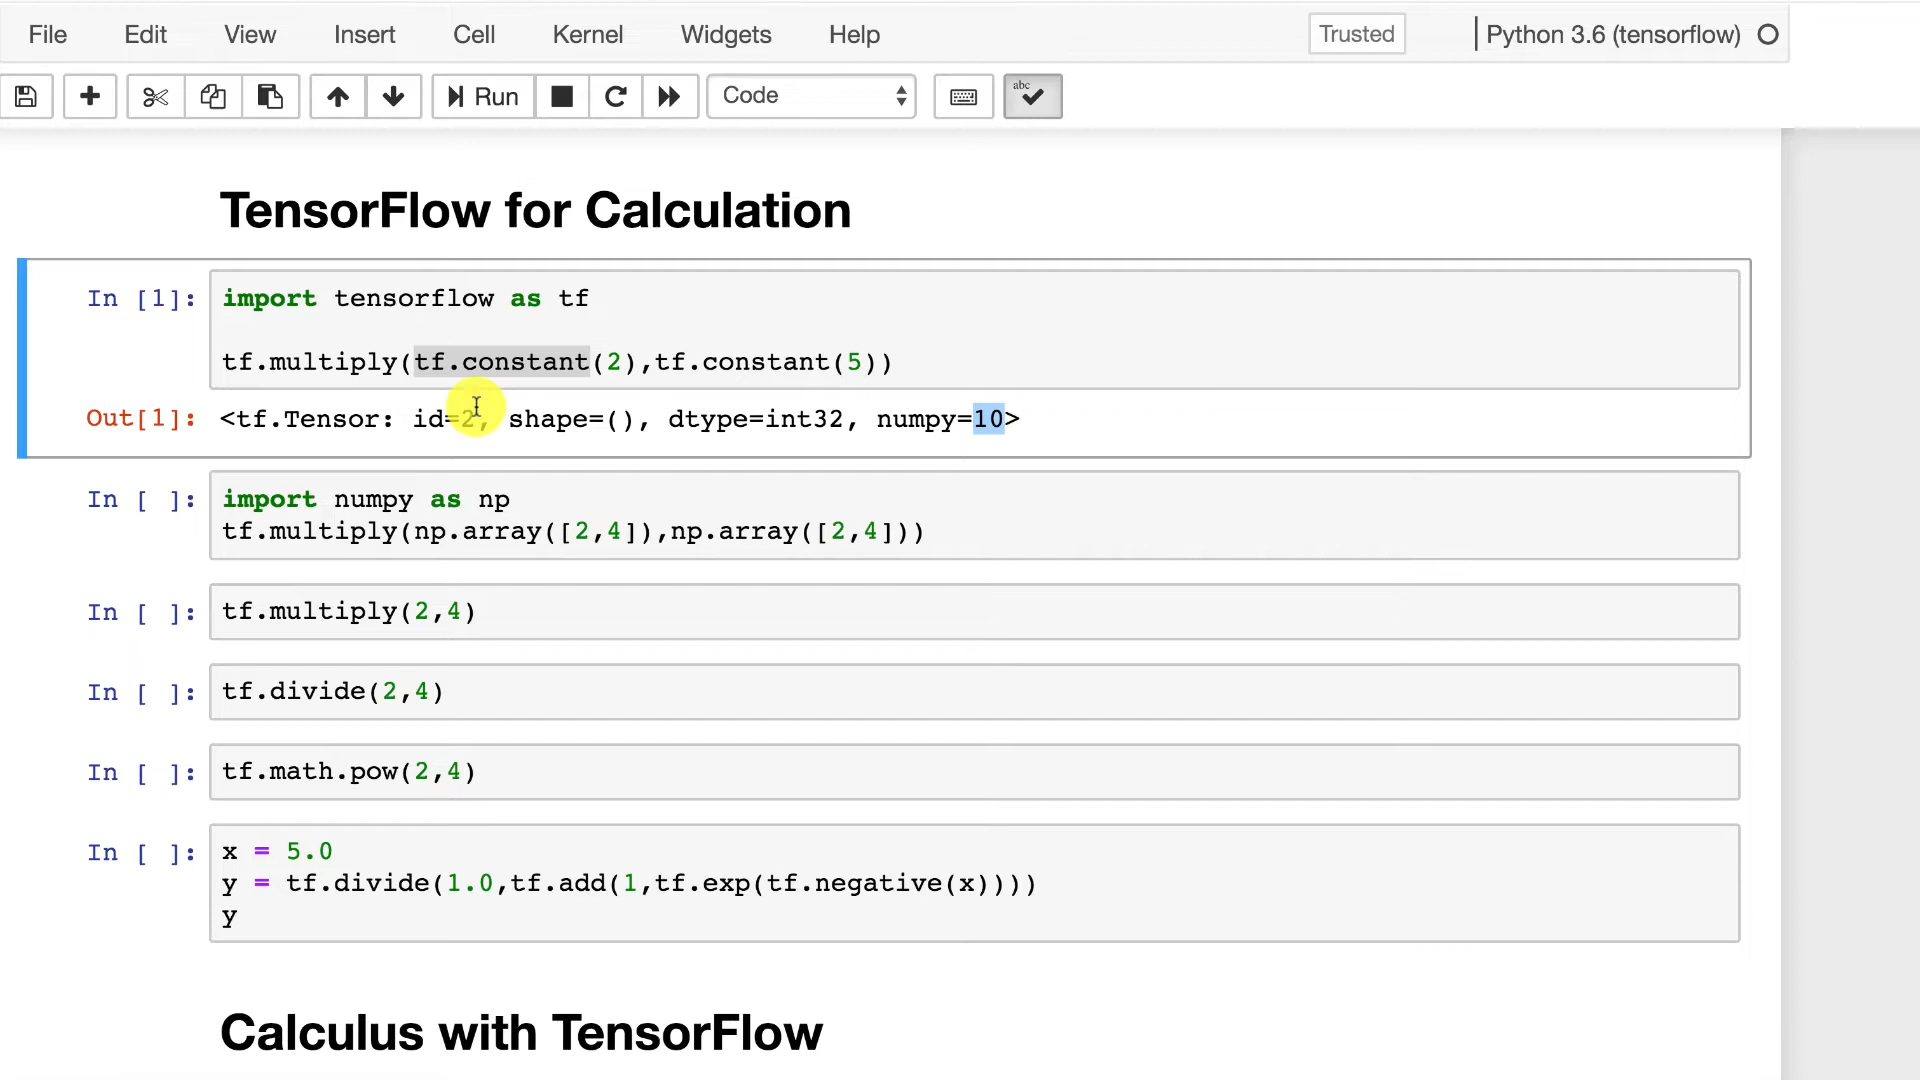 File Edit View Insert Cell Kernel Widgets Help Trusted Python 3.6 (tensorflow)
Run Code abc
TensorFlow for Calculation
In [1]: import tensorflow as tf
tf.multiply(tf.constant(2),tf.constant(5))
Out[1]: <tf.Tensor: id=2, shape=(), dtype=int32, numpy=10>
In [ ]: import numpy as np
tf.multiply(np.array([2,4]),np.array([2,4]))
In [ ]: tf.multiply(2,4)
In [ ]: tf.divide(2,4)
In [ ]: tf.math.pow(2,4)
In [ ]: x = 5.0
y = tf.divide(1.0,tf.add(1,tf.exp(tf.negative(x))))
y
Calculus with TensorFlow